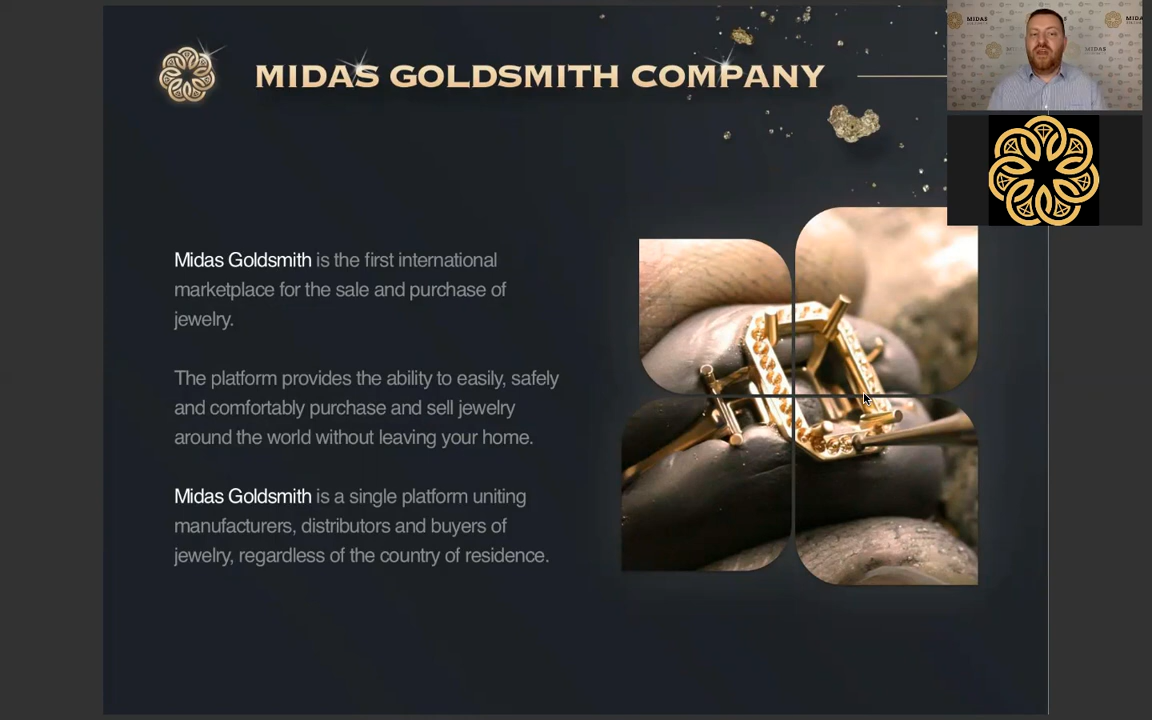 MIDAS GOLDSMITH COMPANY
Midas Goldsmith is the first international
marketplace for the sale and purchase of
jewelry.
The platform provides the ability to easily, safely
and comfortably purchase and sell jewelry
around the world without leaving your home.
Midas Goldsmith is a single platform uniting
manufacturers, distributors and buyers of
jewelry, regardless of the country of residence.
MIDAS
MIDAS